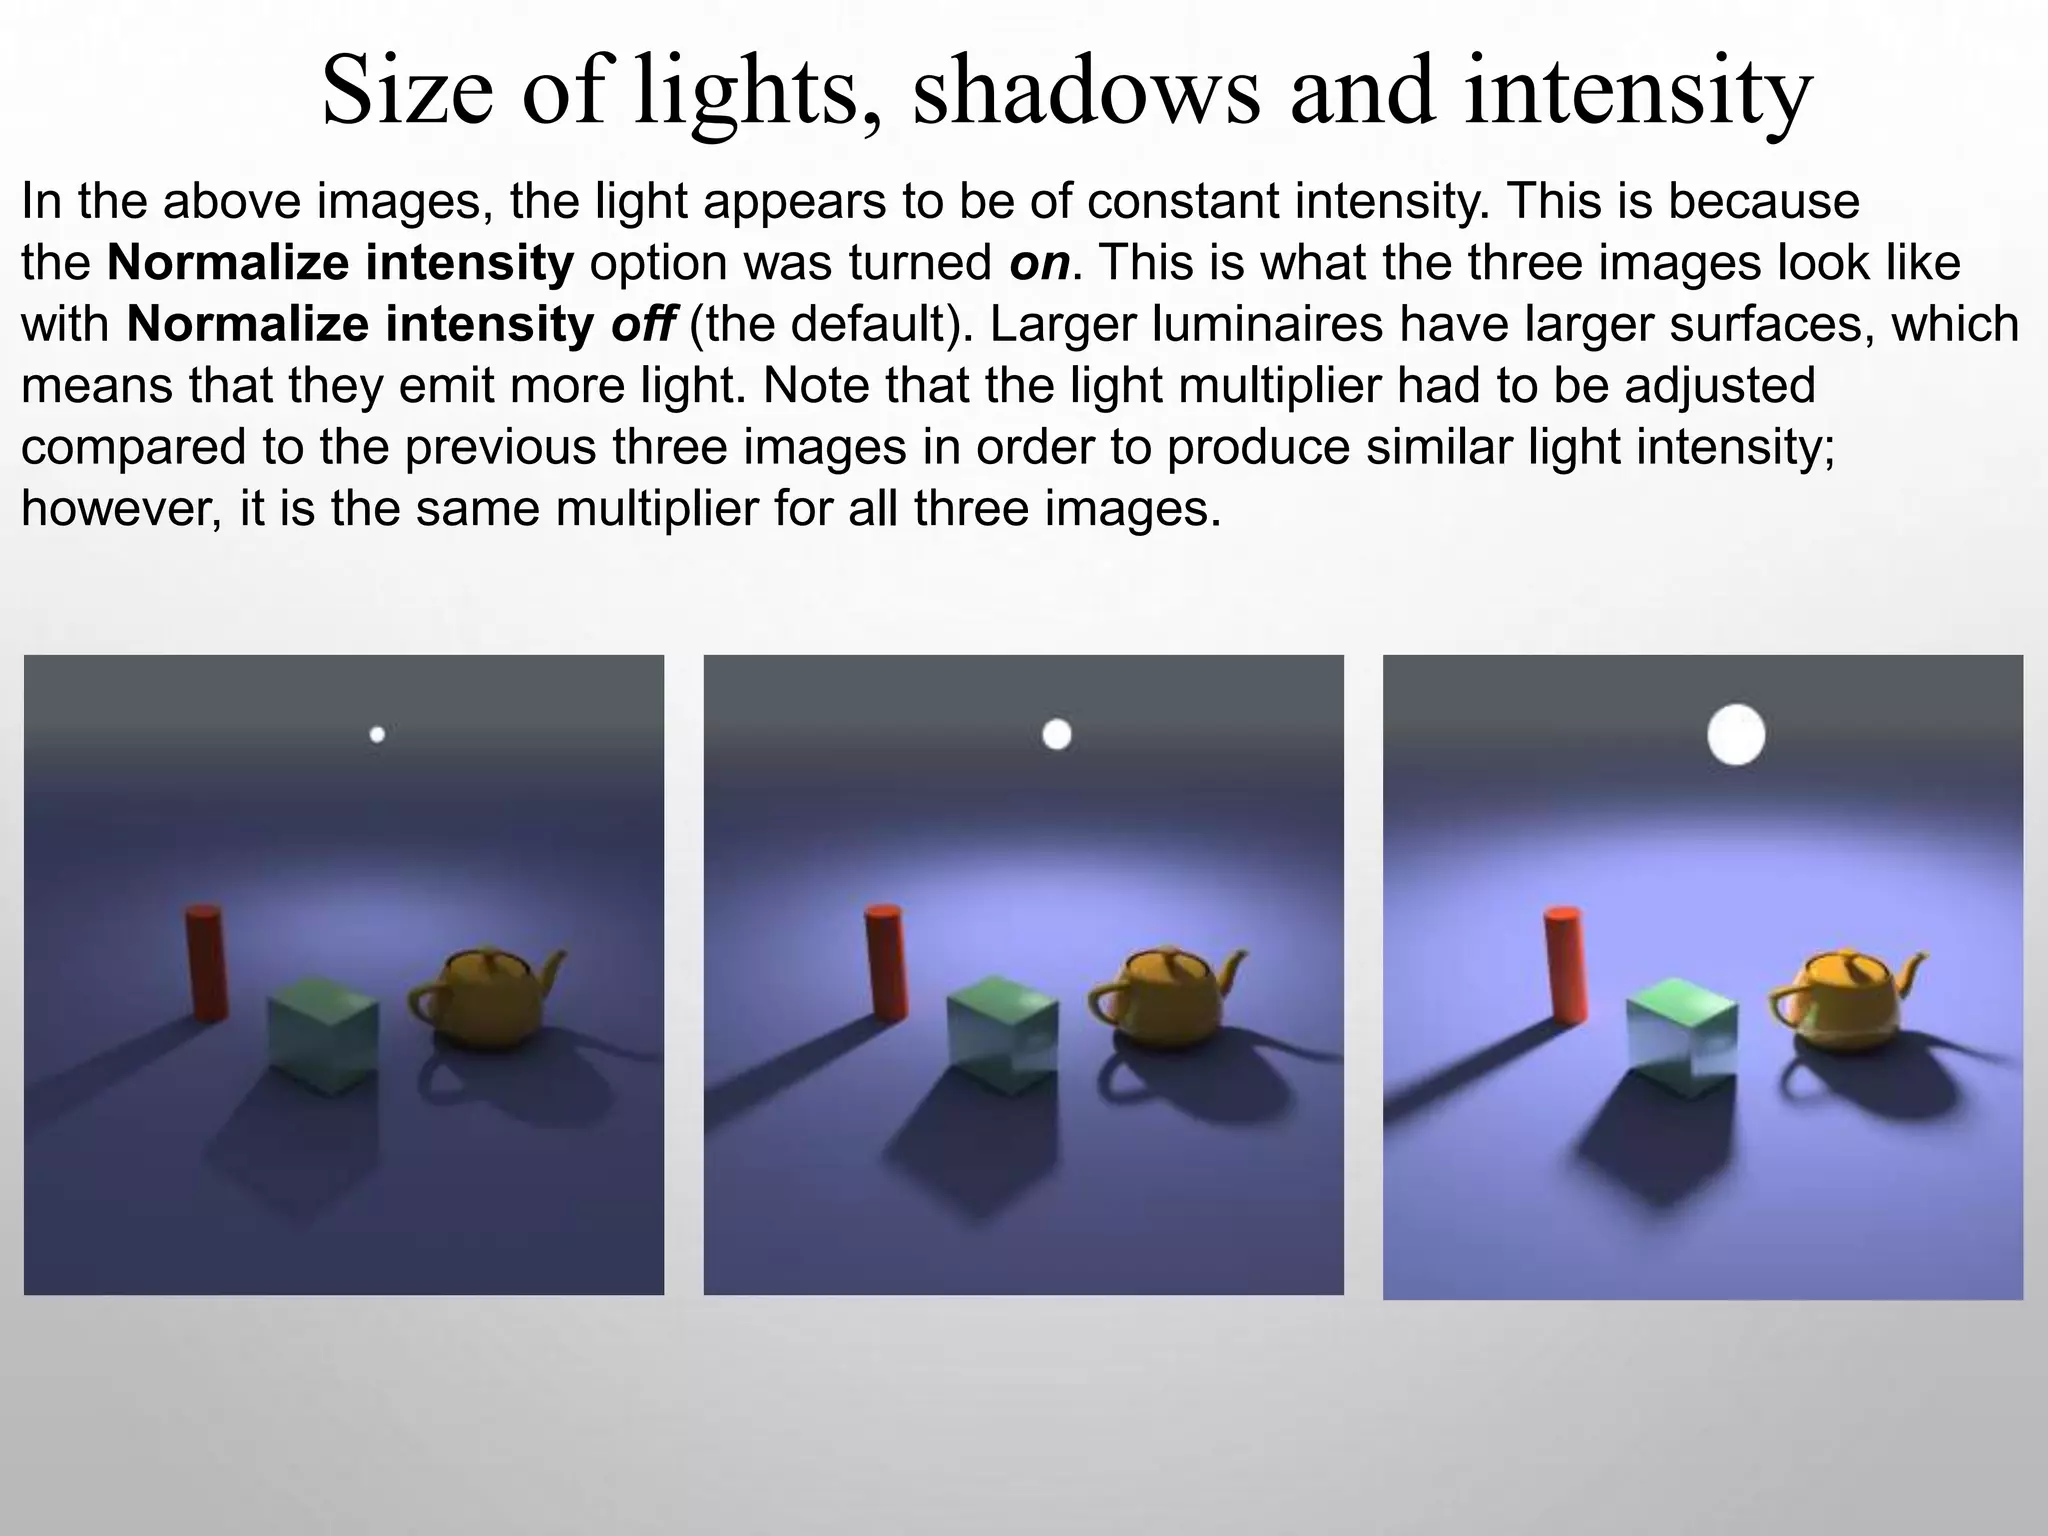 Size of lights, shadows and intensity
In the above images, the light appears to be of constant intensity. This is because
the Normalize intensity option was turned on. This is what the three images look like
with Normalize intensity off (the default). Larger luminaires have larger surfaces, which
means that they emit more light. Note that the light multiplier had to be adjusted
compared to the previous three images in order to produce similar light intensity;
however, it is the same multiplier for all three images.